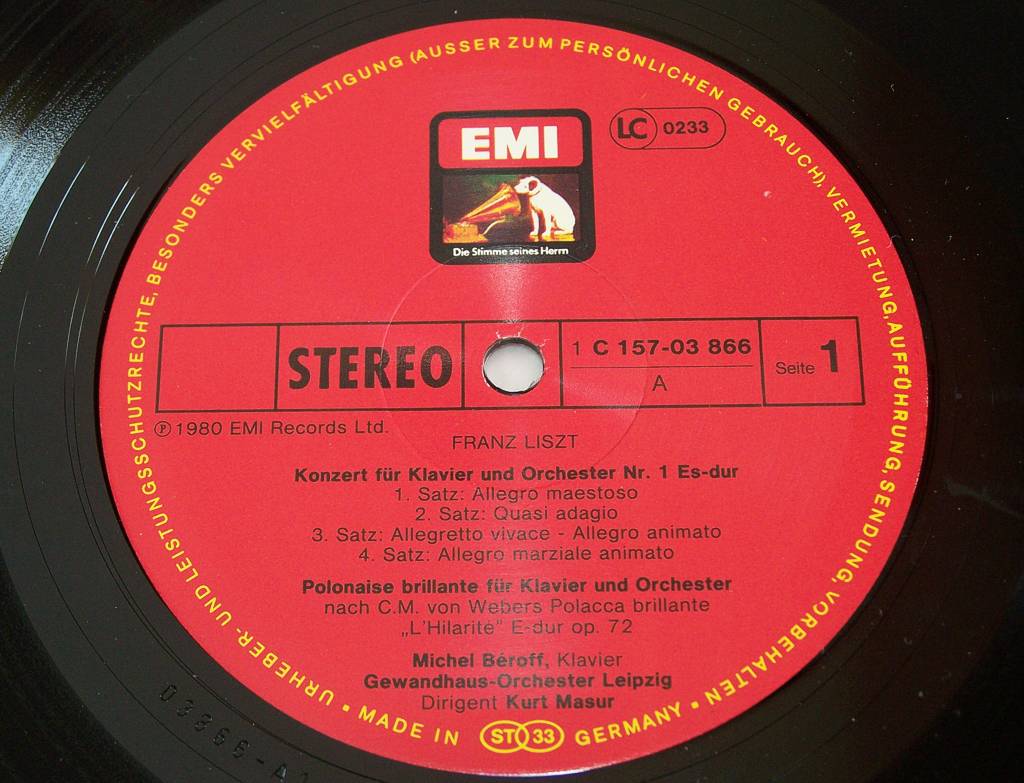 URHEBER- UND LEISTUNGSSCHUTZRECHTE, BESONDERS VERVIELFÄLTIGUNG (AUSSER ZUM PERSÖNLICHEN GEBRAUCH), VERMIETUNG, AUFFÜHRUNG, SENDUNG, VORBEHALTEN
EMI
LC 0233
Die Stimme seines Herrn
STEREO
1 C 157-03 866
A
Seite 1
Ⓟ 1980 EMI Records Ltd.
FRANZ LISZT
Konzert für Klavier und Orchester Nr. 1 Es-dur
1. Satz: Allegro maestoso
2. Satz: Quasi adagio
3. Satz: Allegretto vivace - Allegro animato
4. Satz: Allegro marziale animato
Polonaise brillante für Klavier und Orchester
nach C.M. von Webers Polacca brillante
„L'Hilarité" E-dur op. 72
Michel Béroff, Klavier
Gewandhaus-Orchester Leipzig
Dirigent Kurt Masur
• MADE IN ST 33 GERMANY •
03866-A